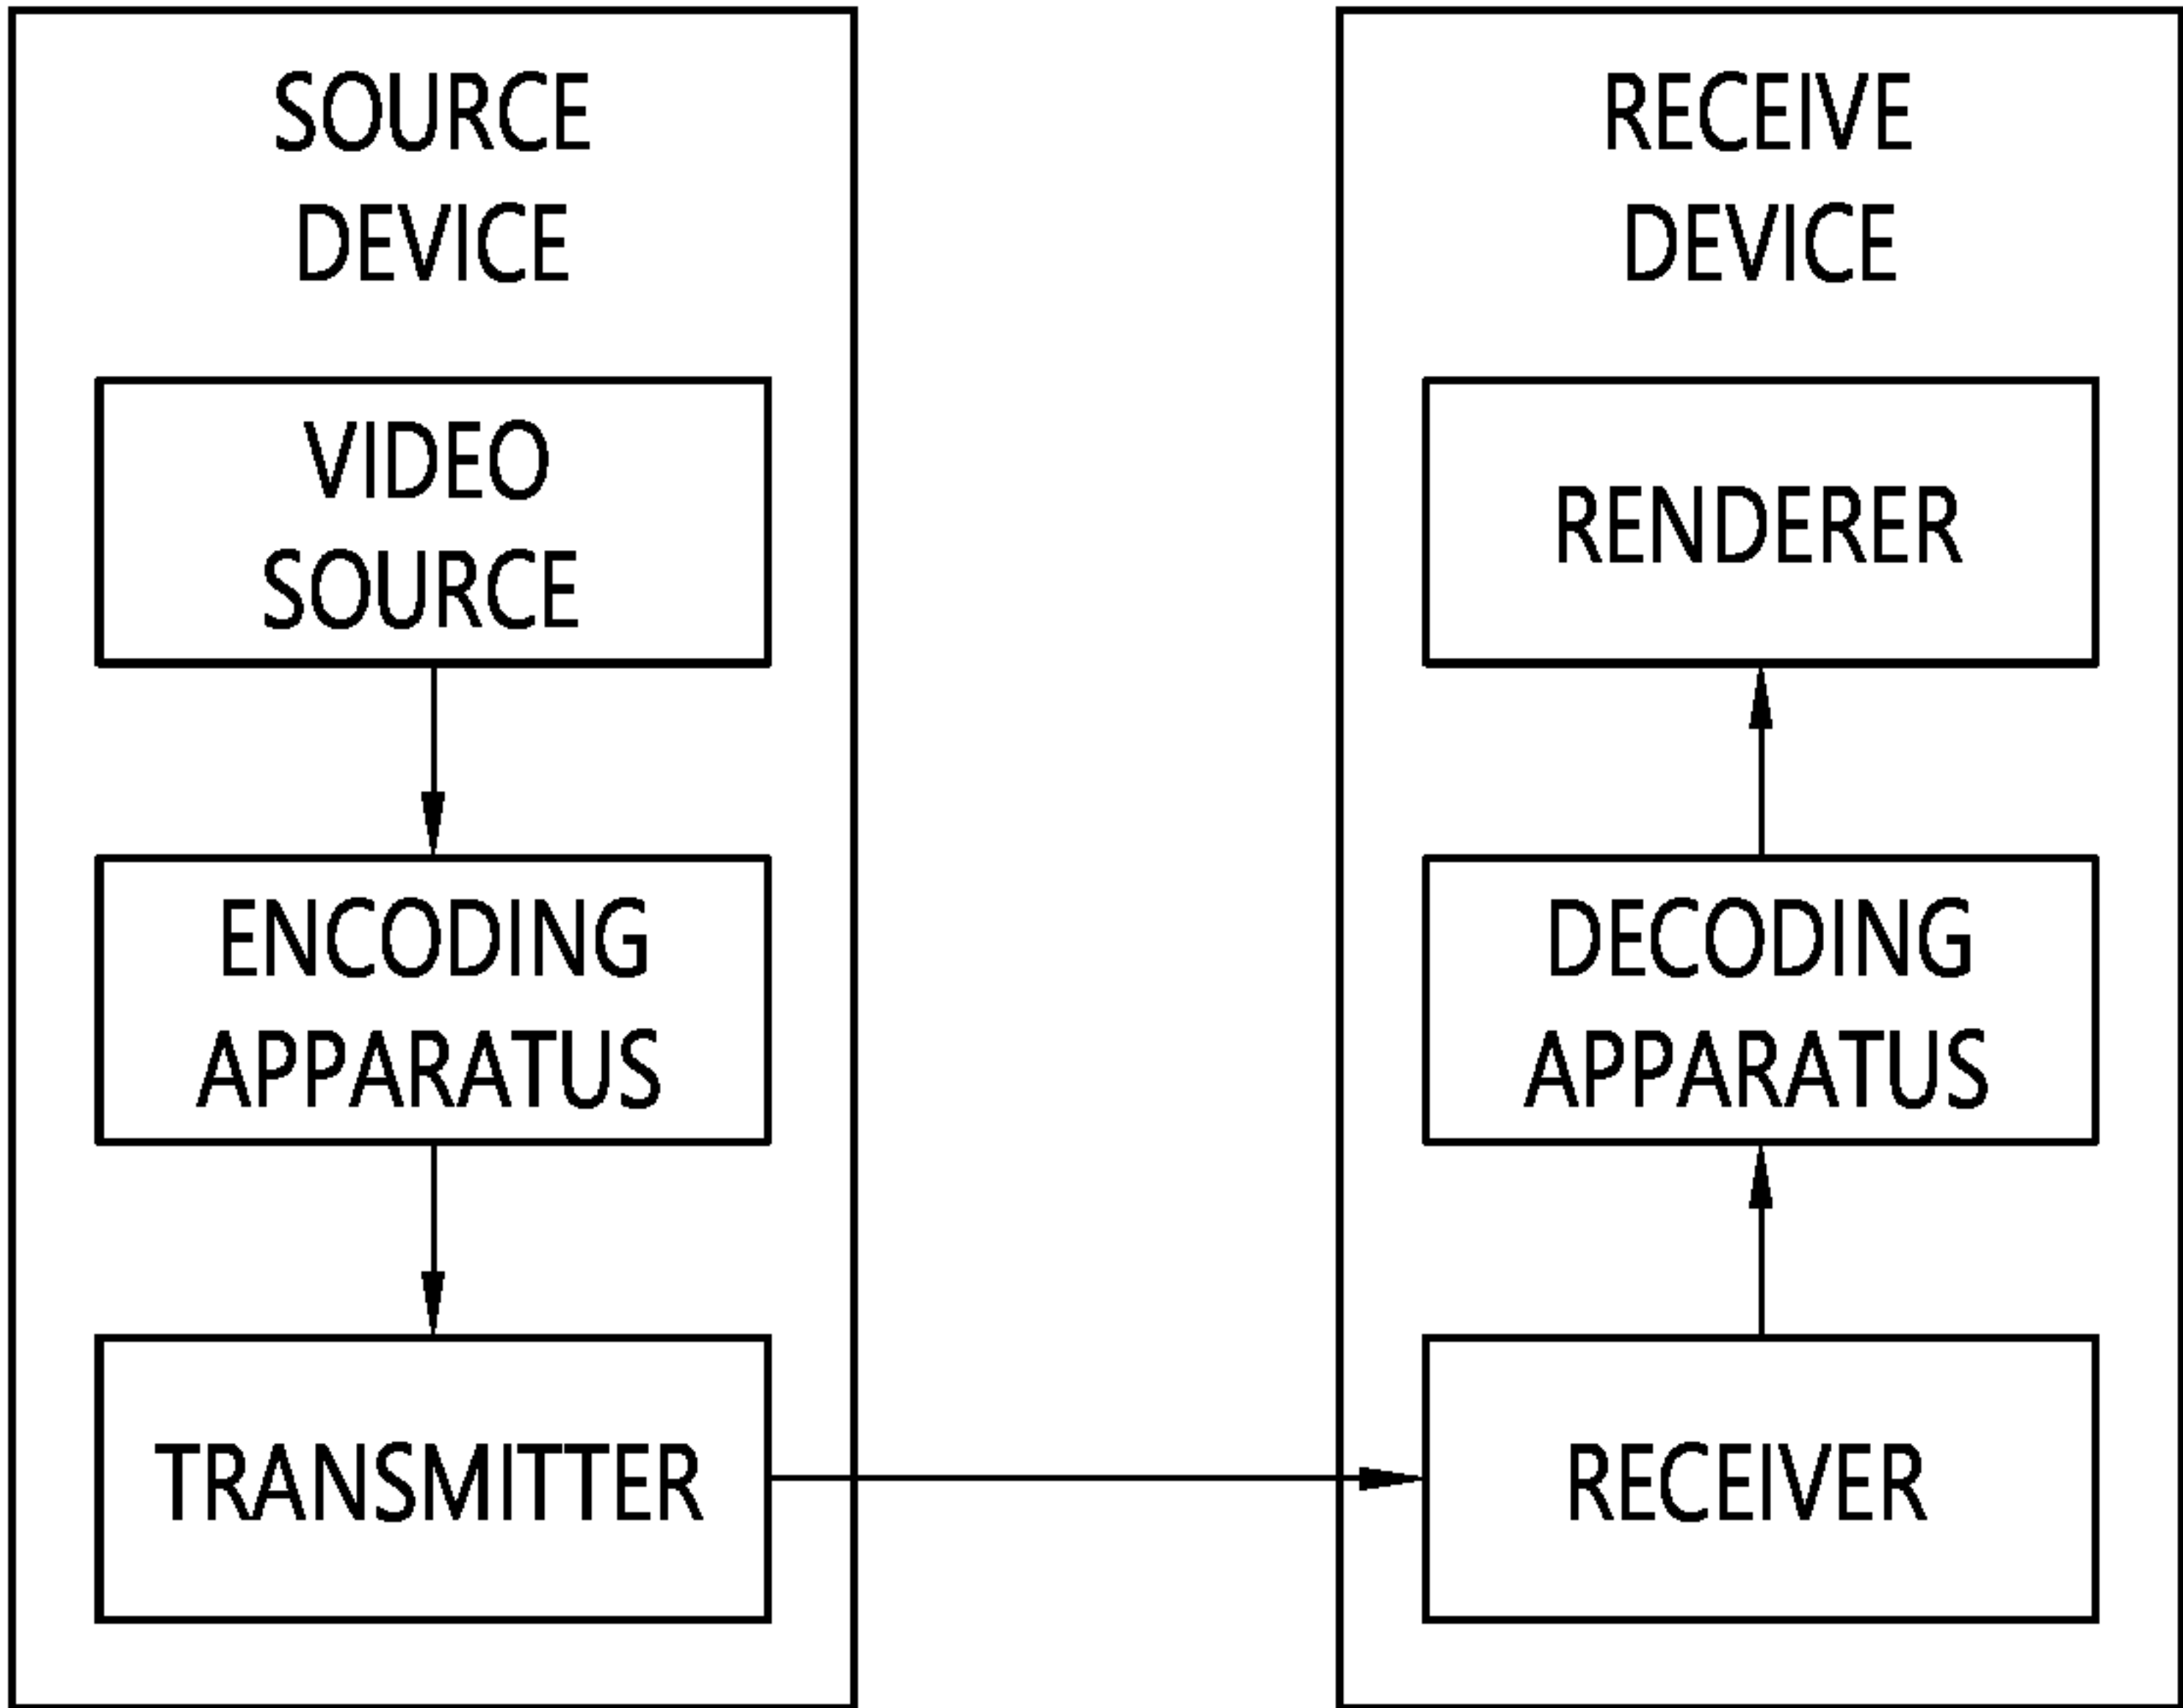 SOURCE
DEVICE
VIDEO
SOURCE
ENCODING
APPARATUS
TRANSMITTER
RECEIVE
DEVICE
RENDERER
DECODING
APPARATUS
RECEIVER